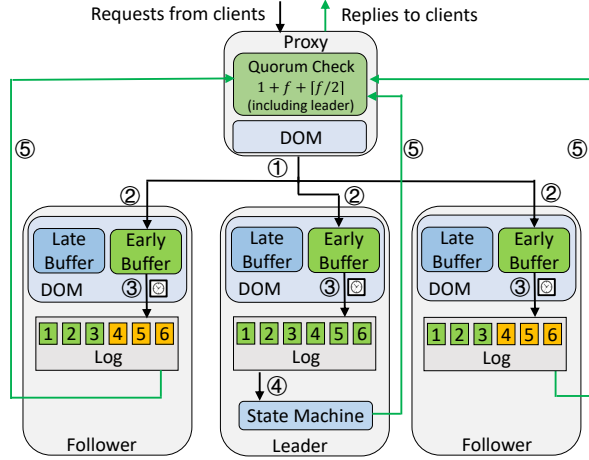 Requests from clients
Replies to clients
Proxy
Quorum Check
1 + f + ⌈f/2⌉
(including leader)
DOM
①
⑤
⑤
⑤
②
②
②
Late Buffer
Early Buffer
③
DOM
1 2 3 4 5 6
Log
Follower
Late Buffer
Early Buffer
③
DOM
1 2 3 4 5 6
Log
④
State Machine
Leader
Late Buffer
Early Buffer
③
DOM
1 2 3 4 5 6
Log
Follower